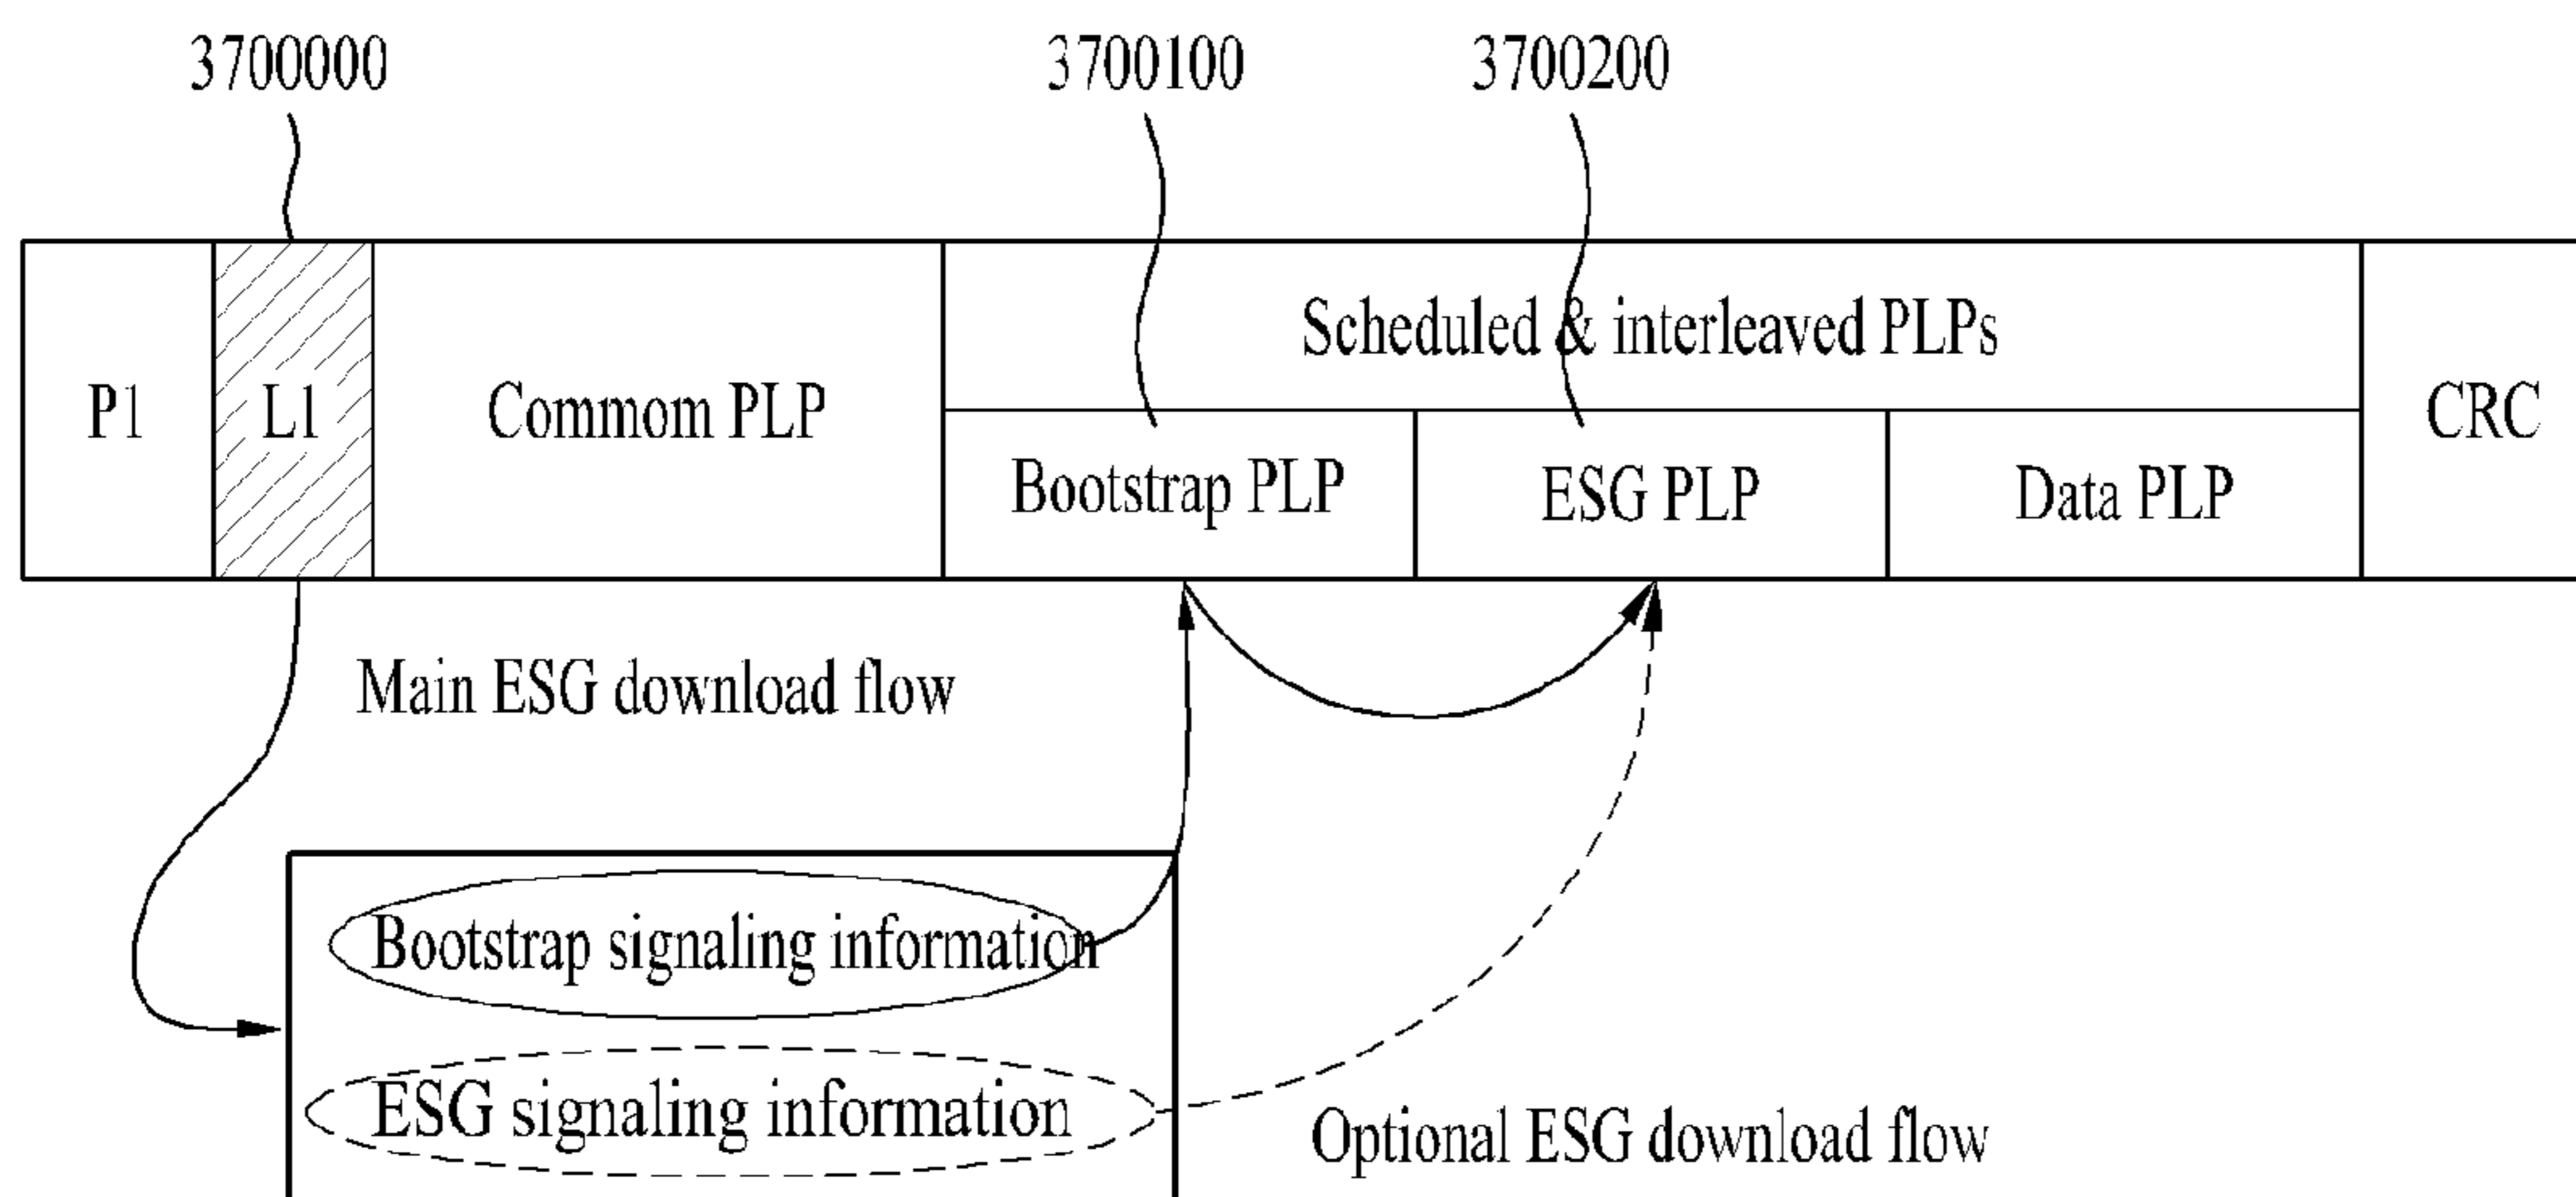 3700000
3700100
3700200
Scheduled & interleaved PLPs
P1
L1
Commom PLP
CRC
Bootstrap PLP
ESG PLP
Data PLP
Main ESG download flow
Bootstrap signaling information
ESG signaling information
Optional ESG download flow